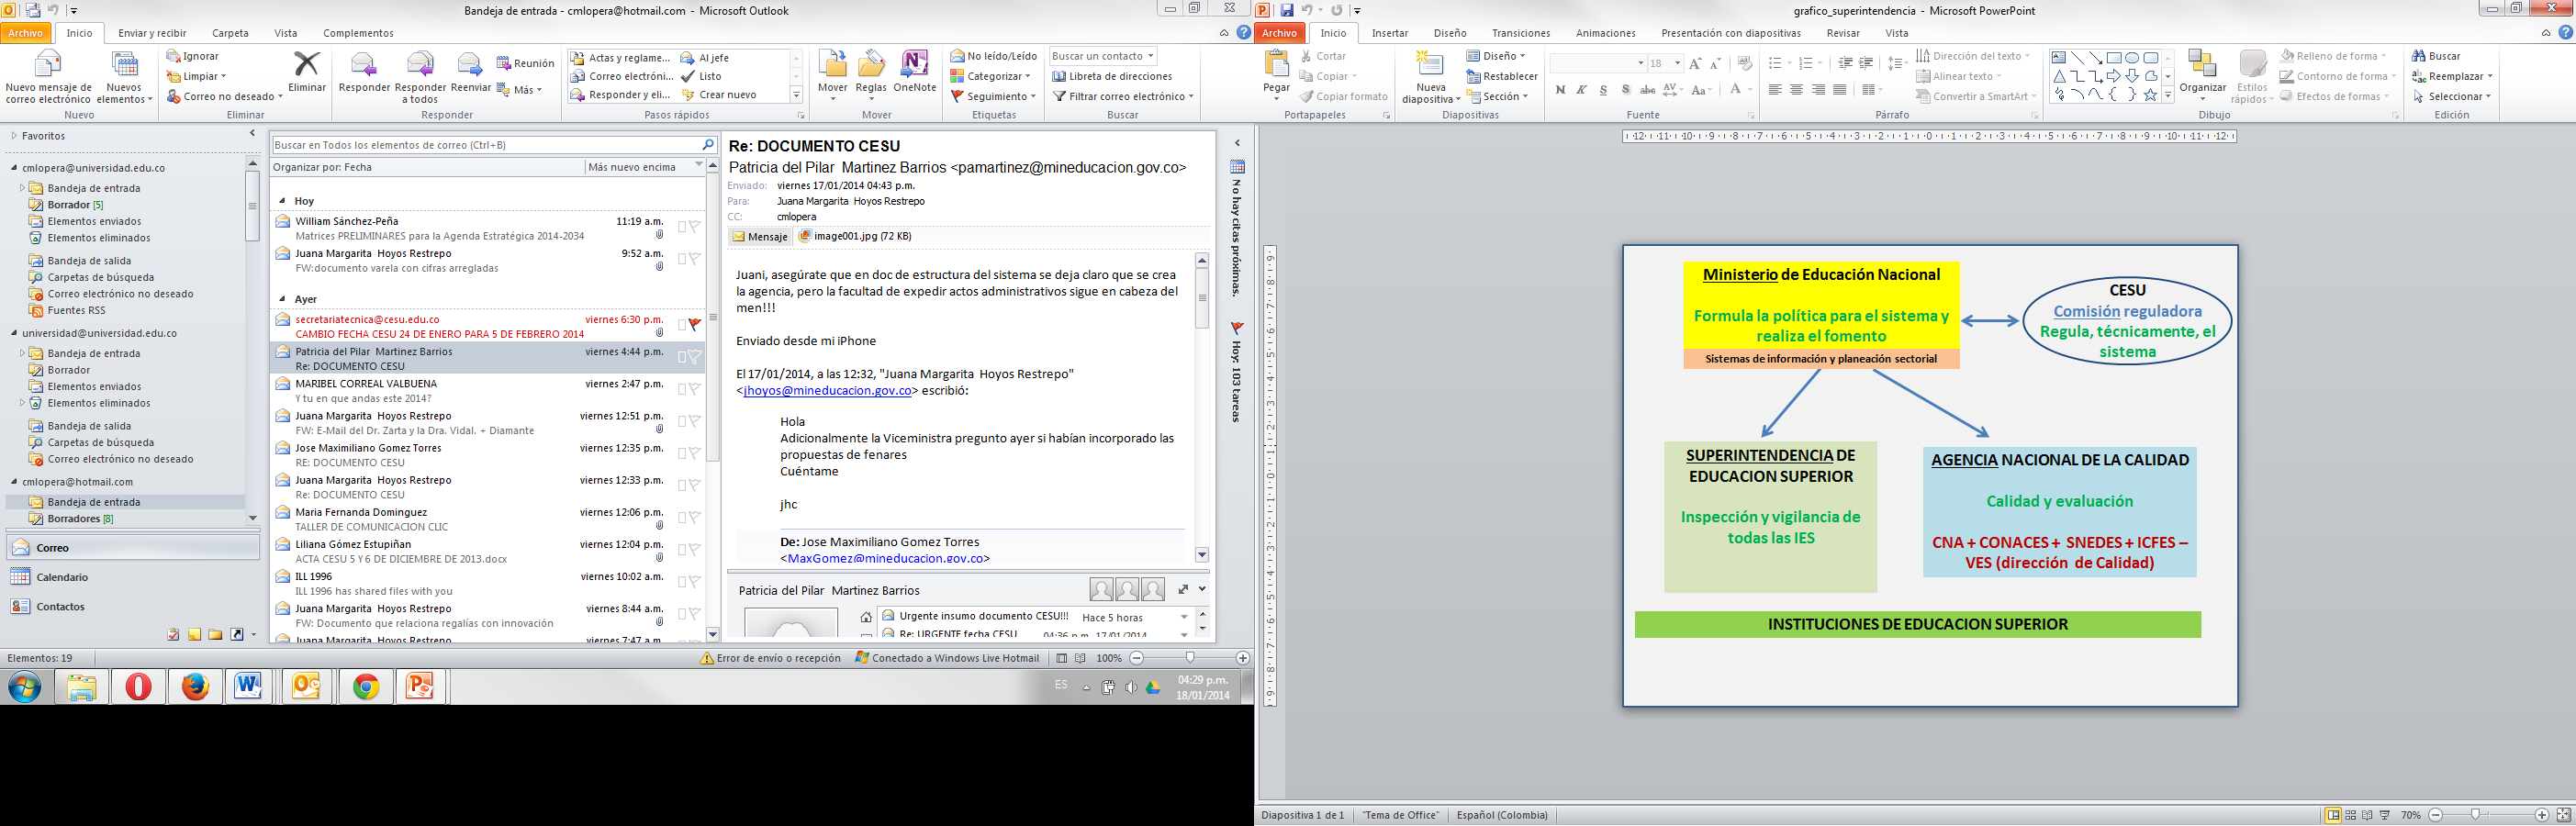 Bandeja de entrada - cmlopera@hotmail.com - Microsoft Outlook
Archivo Inicio Enviar y recibir Carpeta Vista Complementos
Nuevo mensaje de correo electrónico
Nuevos elementos
Nuevo
Ignorar
Limpiar
Correo no deseado
Eliminar
Eliminar
Responder
Responder a todos
Reenviar
Reunión
Más
Responder
Actas y reglame...
Correo electróni...
Responder y eli...
Al jefe
Listo
Crear nuevo
Pasos rápidos
Mover
Reglas
OneNote
Mover
No leído/Leído
Categorizar
Seguimiento
Etiquetas
Buscar un contacto
Libreta de direcciones
Filtrar correo electrónico
Buscar
Favoritos
cmlopera@universidad.edu.co
Bandeja de entrada
Borrador [5]
Elementos enviados
Elementos eliminados
Bandeja de salida
Carpetas de búsqueda
Correo electrónico no deseado
Fuentes RSS
universidad@universidad.edu.co
Bandeja de entrada
Borrador
Elementos enviados
Elementos eliminados
Bandeja de salida
Carpetas de búsqueda
Correo electrónico no deseado
cmlopera@hotmail.com
Bandeja de entrada
Borradores [8]
Correo
Calendario
Contactos
Buscar en Todos los elementos de correo (Ctrl+B)
Organizar por: Fecha Más nuevo encima
Hoy
William Sánchez-Peña 11:19 a.m.
Matrices PRELIMINARES para la Agenda Estratégica 2014-2034
Juana Margarita Hoyos Restrepo 9:52 a.m.
FW:documento varela con cifras arregladas
Ayer
secretariatecnica@cesu.edu.co viernes 6:30 p.m.
CAMBIO FECHA CESU 24 DE ENERO PARA 5 DE FEBRERO 2014
Patricia del Pilar Martinez Barrios viernes 4:44 p.m.
Re: DOCUMENTO CESU
MARIBEL CORREAL VALBUENA viernes 2:47 p.m.
Y tu en que andas este 2014?
Juana Margarita Hoyos Restrepo viernes 12:51 p.m.
FW: E-Mail del Dr. Zarta y la Dra. Vidal. + Diamante
Jose Maximiliano Gomez Torres viernes 12:35 p.m.
RE: DOCUMENTO CESU
Juana Margarita Hoyos Restrepo viernes 12:33 p.m.
Re: DOCUMENTO CESU
Maria Fernanda Dominguez viernes 12:06 p.m.
TALLER DE COMUNICACION CLIC
Liliana Gómez Estupiñan viernes 12:04 p.m.
ACTA CESU 5 Y 6 DE DICIEMBRE DE 2013.docx
ILL 1996 viernes 10:02 a.m.
ILL 1996 has shared files with you
Juana Margarita Hoyos Restrepo viernes 8:44 a.m.
FW: Documento que relaciona regalías con innovación
Juana Margarita Hoyos Restrepo viernes 7:47 a.m.
Re: DOCUMENTO CESU
Patricia del Pilar Martinez Barrios <pamartinez@mineducacion.gov.co>
Enviado: viernes 17/01/2014 04:43 p.m.
Para: Juana Margarita Hoyos Restrepo
CC: cmlopera
Mensaje image001.jpg (72 KB)
Juani, asegúrate que en doc de estructura del sistema se deja claro que se crea
la agencia, pero la facultad de expedir actos administrativos sigue en cabeza del
men!!!
Enviado desde mi iPhone
El 17/01/2014, a las 12:32, "Juana Margarita Hoyos Restrepo"
<jhoyos@mineducacion.gov.co> escribió:
Hola
Adicionalmente la Viceministra pregunto ayer si habían incorporado las
propuestas de fenares
Cuéntame
jhc
De: Jose Maximiliano Gomez Torres
<MaxGomez@mineducacion.gov.co>
Patricia del Pilar Martinez Barrios
Urgente insumo documento CESU!!! Hace 5 horas
Re: URGENTE fecha CESU 04:36 p.m. 17/01/2014
No hay citas próximas.
Hoy: 103 tareas
Elementos: 19
Error de envío o recepción Conectado a Windows Live Hotmail 100%
ES 04:29 p.m.
18/01/2014
grafico_superintendencia - Microsoft PowerPoint
Archivo Inicio Insertar Diseño Transiciones Animaciones Presentación con diapositivas Revisar Vista
Pegar
Cortar
Copiar
Copiar formato
Portapapeles
Nueva diapositiva
Diseño
Restablecer
Sección
Diapositivas
18
N K S S abc AV Aa A
Fuente
Dirección del texto
Alinear texto
Convertir a SmartArt
Párrafo
Organizar
Estilos rápidos
Relleno de forma
Contorno de forma
Efectos de formas
Dibujo
Buscar
Reemplazar
Seleccionar
Edición
Ministerio de Educación Nacional
Formula la política para el sistema y
realiza el fomento
Sistemas de información y planeación sectorial
CESU
Comisión reguladora
Regula, técnicamente, el
sistema
SUPERINTENDENCIA DE
EDUCACION SUPERIOR
Inspección y vigilancia de
todas las IES
AGENCIA NACIONAL DE LA CALIDAD
Calidad y evaluación
CNA + CONACES + SNEDES + ICFES –
VES (dirección de Calidad)
INSTITUCIONES DE EDUCACION SUPERIOR
Diapositiva 1 de 1 "Tema de Office" Español (Colombia) 70%